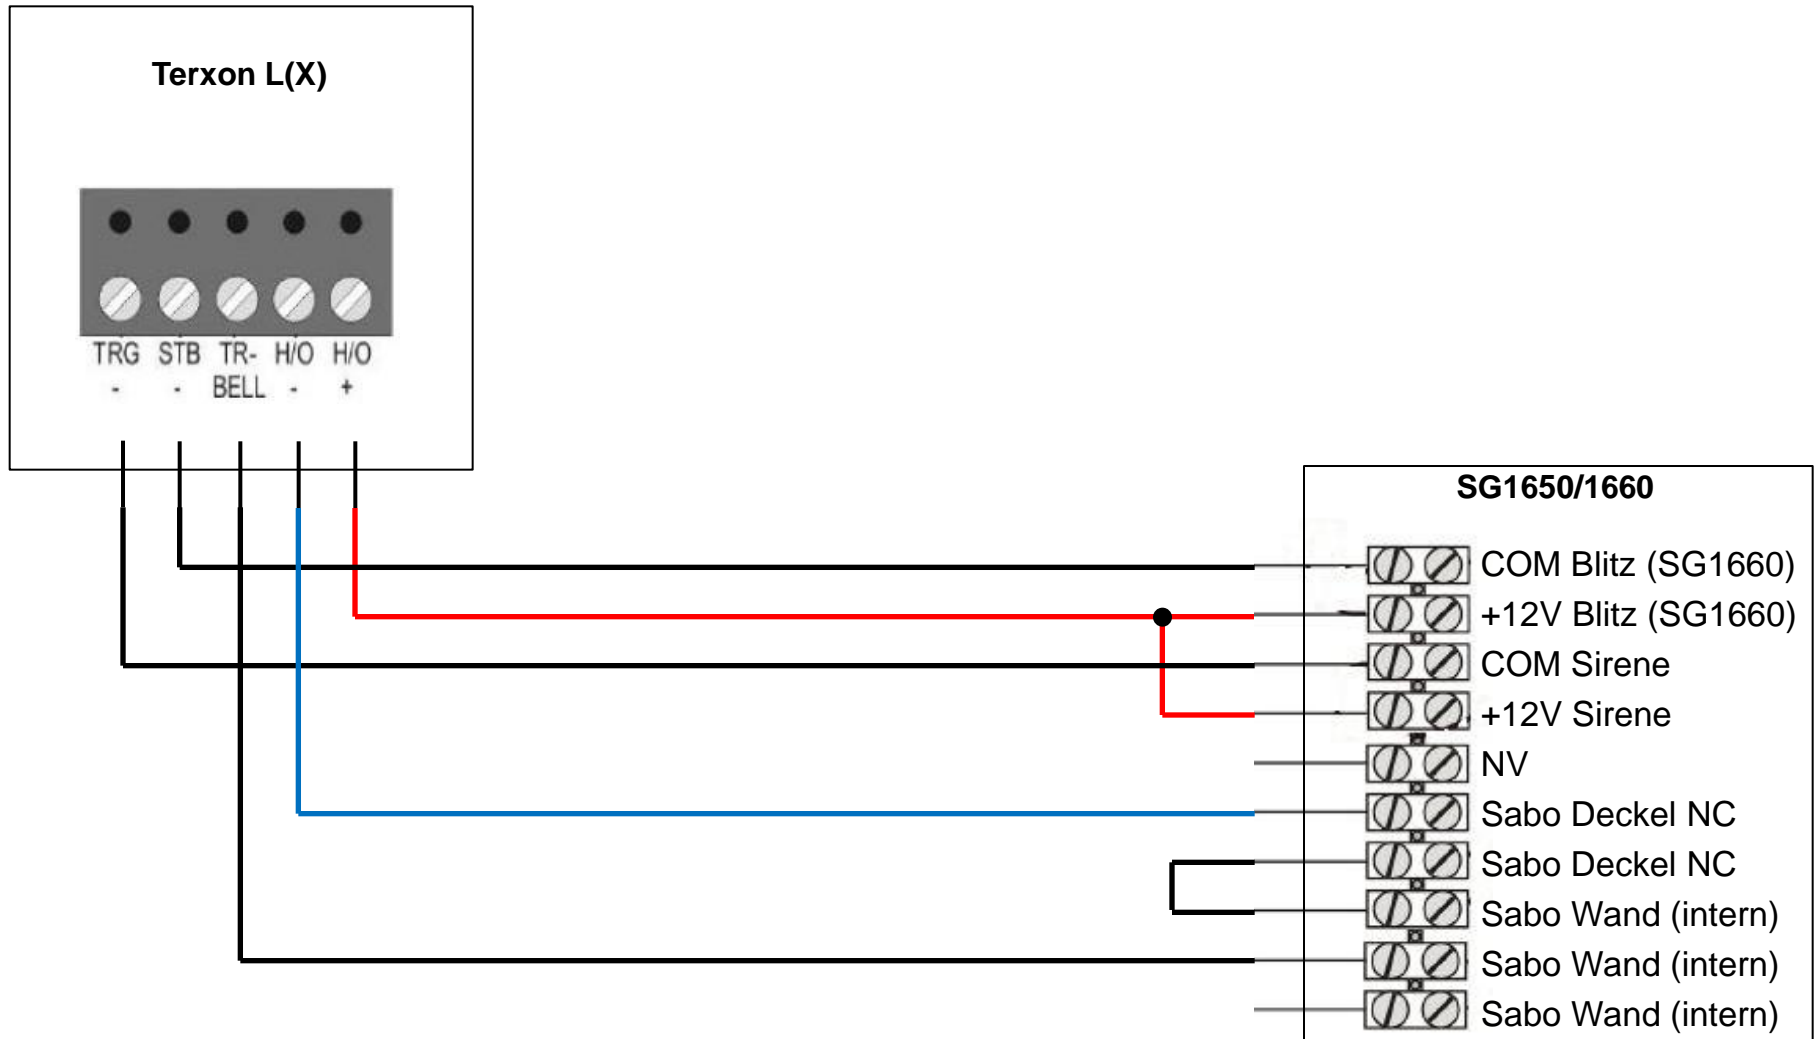 Terxon L(X)
TRG STB TR- H/O H/O
- - BELL - +
SG1650/1660
COM Blitz (SG1660)
+12V Blitz (SG1660)
COM Sirene
+12V Sirene
NV
Sabo Deckel NC
Sabo Deckel NC
Sabo Wand (intern)
Sabo Wand (intern)
Sabo Wand (intern)